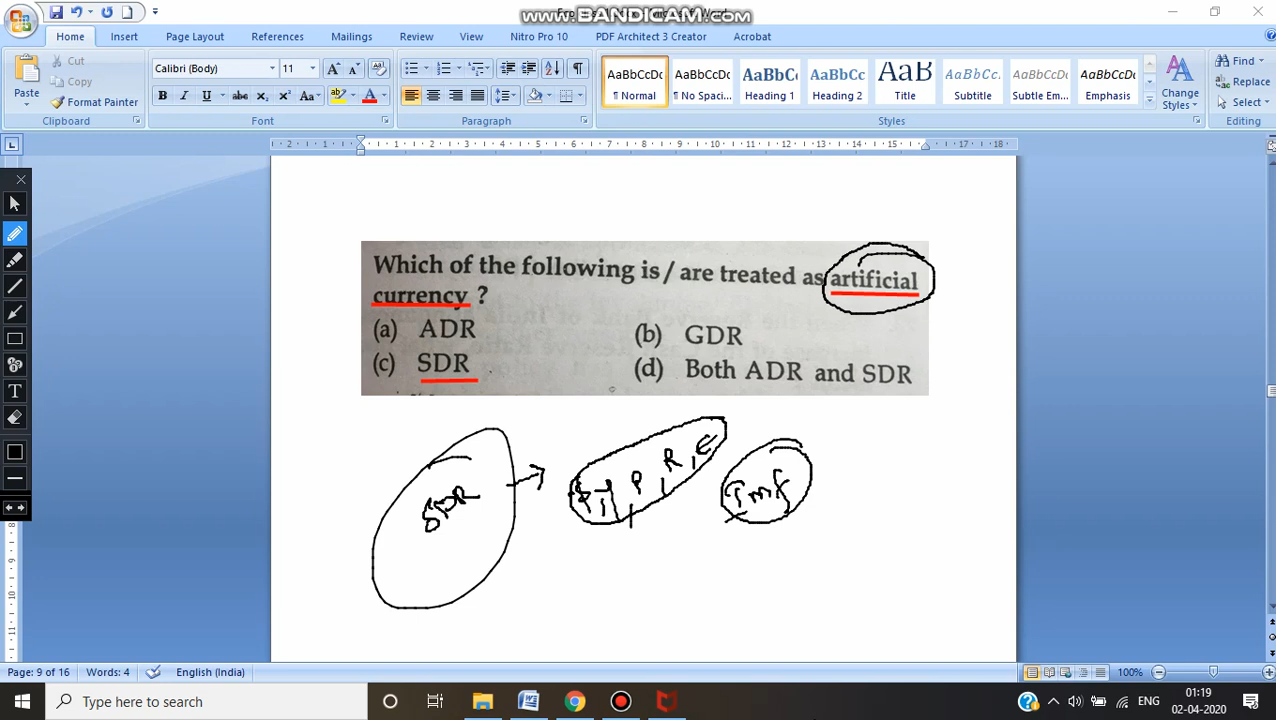 www.BANDICAM.com
Home Insert Page Layout References Mailings Review View Nitro Pro 10 PDF Architect 3 Creator Acrobat
Cut
Copy
Format Painter
Paste
Calibri (Body) 11
AaBbCcDc AaBbCcDc AaBbC AaBbCc AaB AaBbCc. AaBbCcDc AaBbCcDc
¶ Normal ¶ No Spaci... Heading 1 Heading 2 Title Subtitle Subtle Em... Emphasis
Change Styles
Find
Replace
Select
Clipboard Font Paragraph Styles Editing
Which of the following is / are treated as artificial
currency ?
(a) ADR (b) GDR
(c) SDR (d) Both ADR and SDR
SDR
P R
Imf
Page: 9 of 16 Words: 4 English (India) 100%
Type here to search
ENG
01:19
02-04-2020